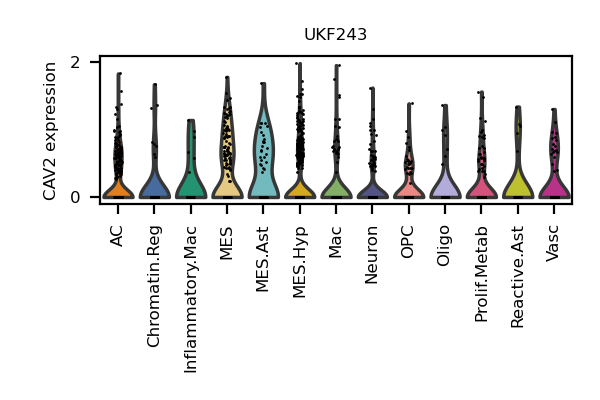 UKF243
CAV2 expression
2
0
AC
Chromatin.Reg
Inflammatory.Mac
MES
MES.Ast
MES.Hyp
Mac
Neuron
OPC
Oligo
Prolif.Metab
Reactive.Ast
Vasc